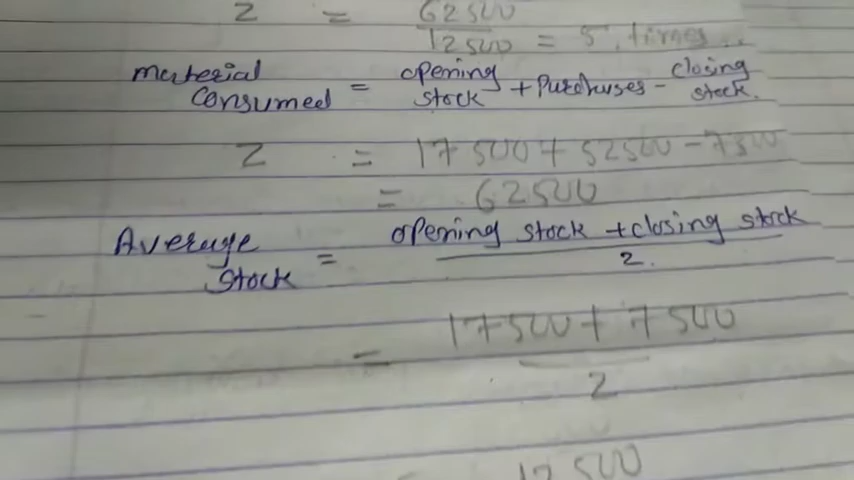 Z = 62500
12500 = 5 times..
Material Consumed = opening stock + Purchases - closing stock.
Z = 17500 + 52500 - 7500
= 62500
Average Stock = opening stock + closing stock
2.
= 17500 + 7500
2
12500